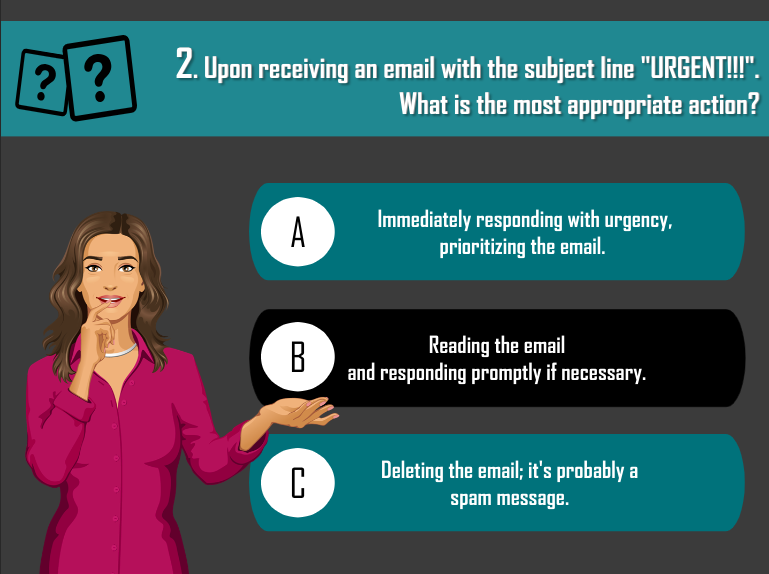 ? ?
2. Upon receiving an email with the subject line "URGENT!!!".
What is the most appropriate action?
A
Immediately responding with urgency,
prioritizing the email.
B
Reading the email
and responding promptly if necessary.
C
Deleting the email; it's probably a
spam message.